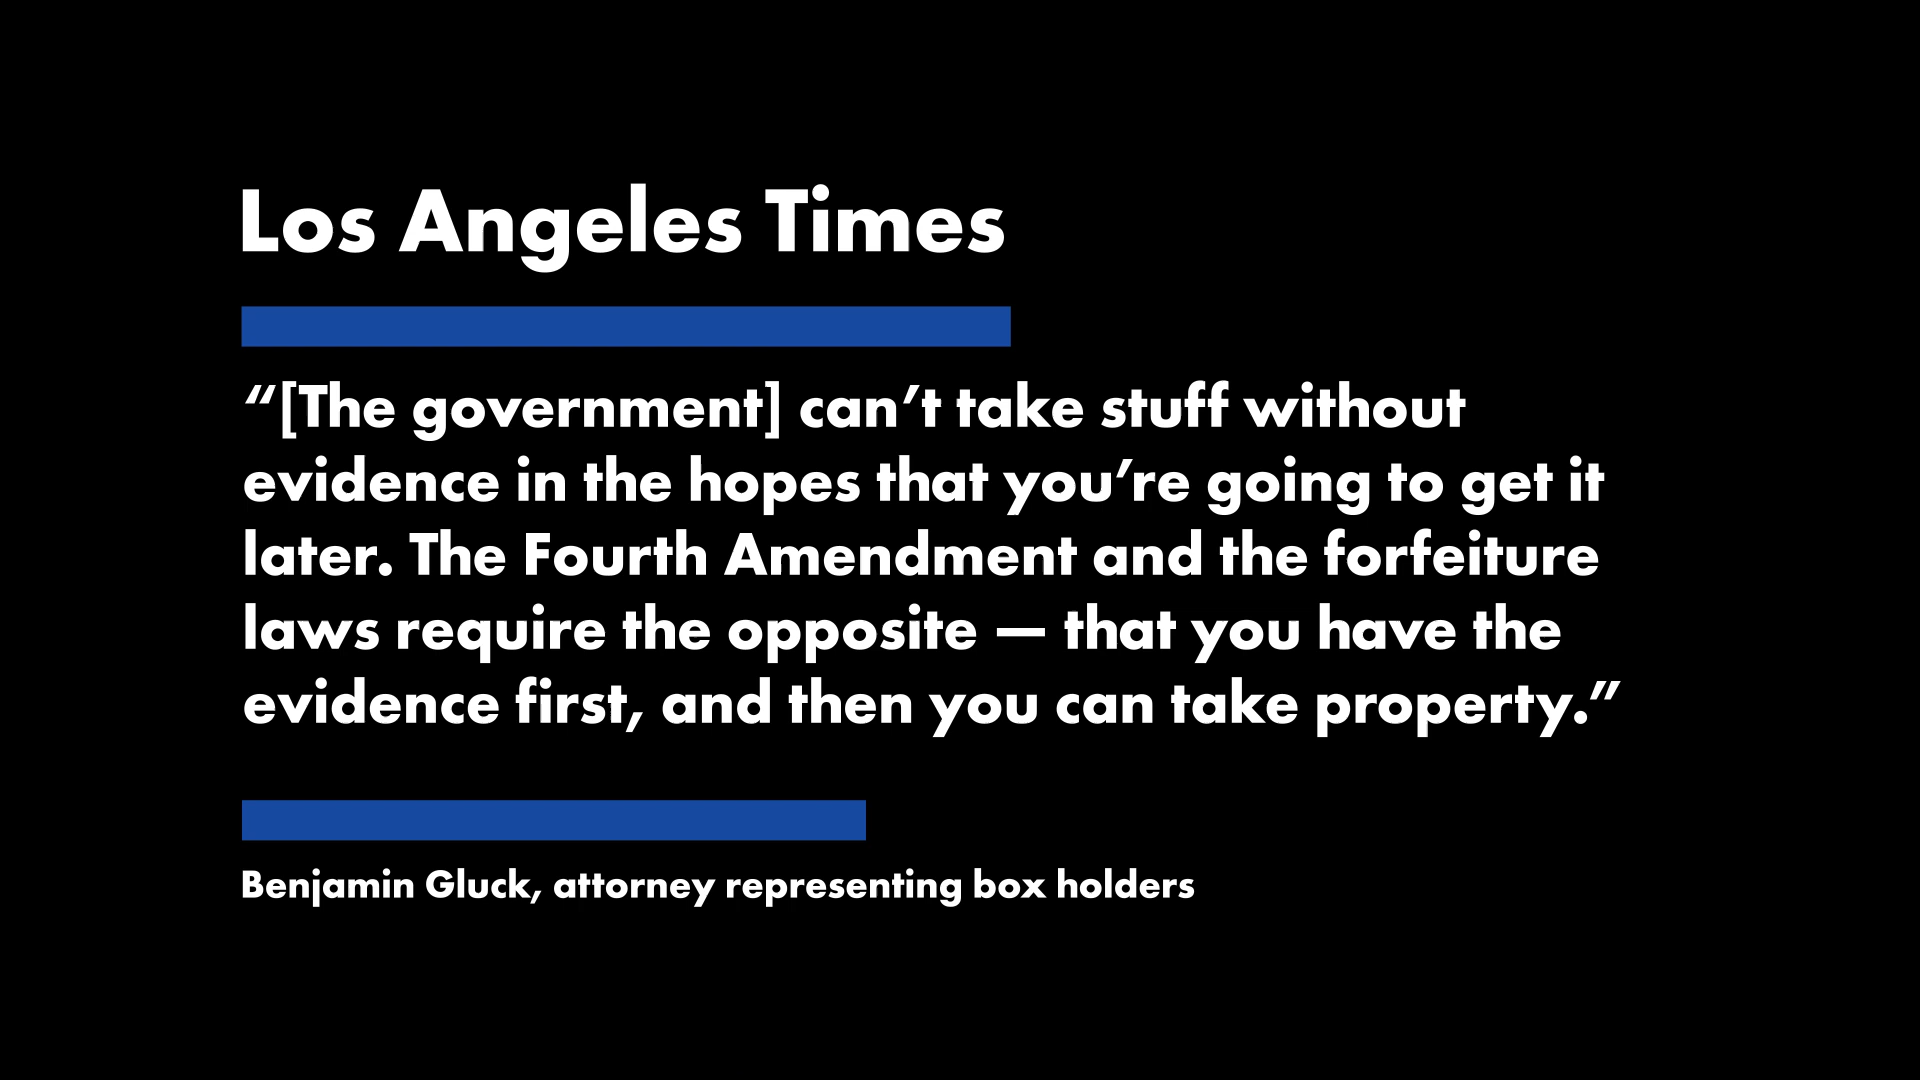 Los Angeles Times
“[The government] can’t take stuff without
evidence in the hopes that you’re going to get it
later. The Fourth Amendment and the forfeiture
laws require the opposite — that you have the
evidence first, and then you can take property.”
Benjamin Gluck, attorney representing box holders